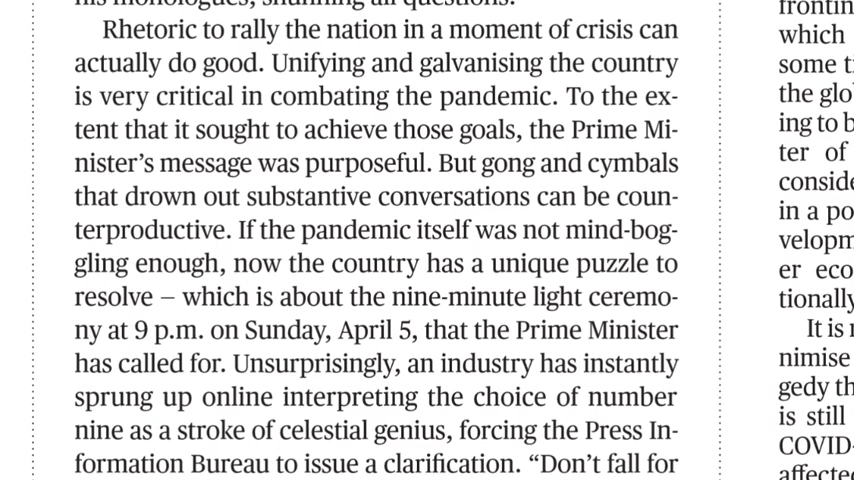 Rhetoric to rally the nation in a moment of crisis can
actually do good. Unifying and galvanising the country
is very critical in combating the pandemic. To the ex-
tent that it sought to achieve those goals, the Prime Mi-
nister’s message was purposeful. But gong and cymbals
that drown out substantive conversations can be coun-
terproductive. If the pandemic itself was not mind-bog-
gling enough, now the country has a unique puzzle to
resolve – which is about the nine-minute light ceremo-
ny at 9 p.m. on Sunday, April 5, that the Prime Minister
has called for. Unsurprisingly, an industry has instantly
sprung up online interpreting the choice of number
nine as a stroke of celestial genius, forcing the Press In-
formation Bureau to issue a clarification. “Don’t fall for
which
some
the
ing to
ter of
in a
er
tionally
It is
nimise
gedy
is still
COVID-